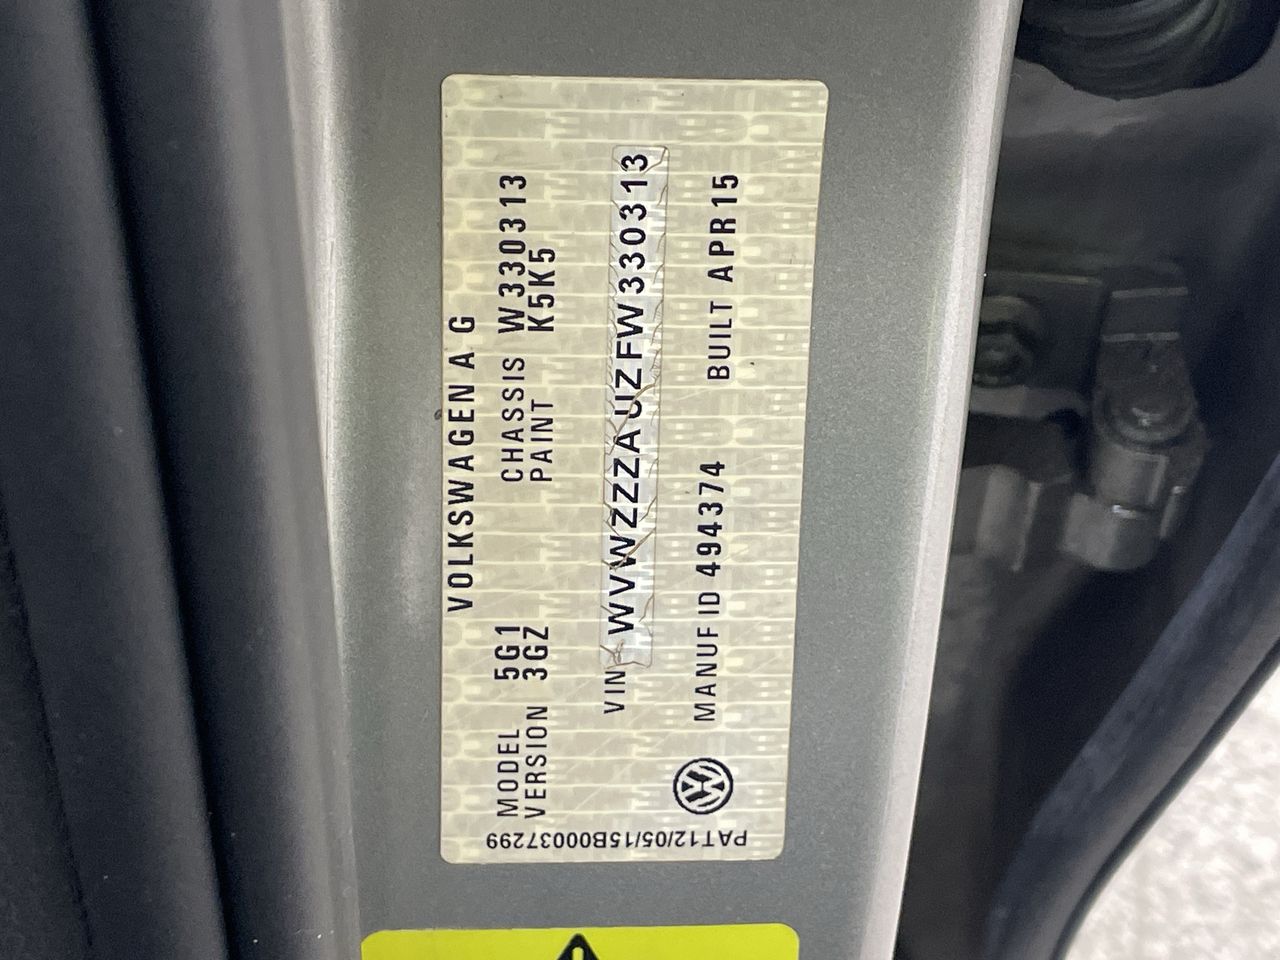 VOLKSWAGEN A G
MODEL 5G1 CHASSIS W330313
VERSION 3GZ PAINT K5K5
VIN WVWZZZAUZFW330313
MANUF ID 494374 BUILT APR15
PAT12/05/15B00037299